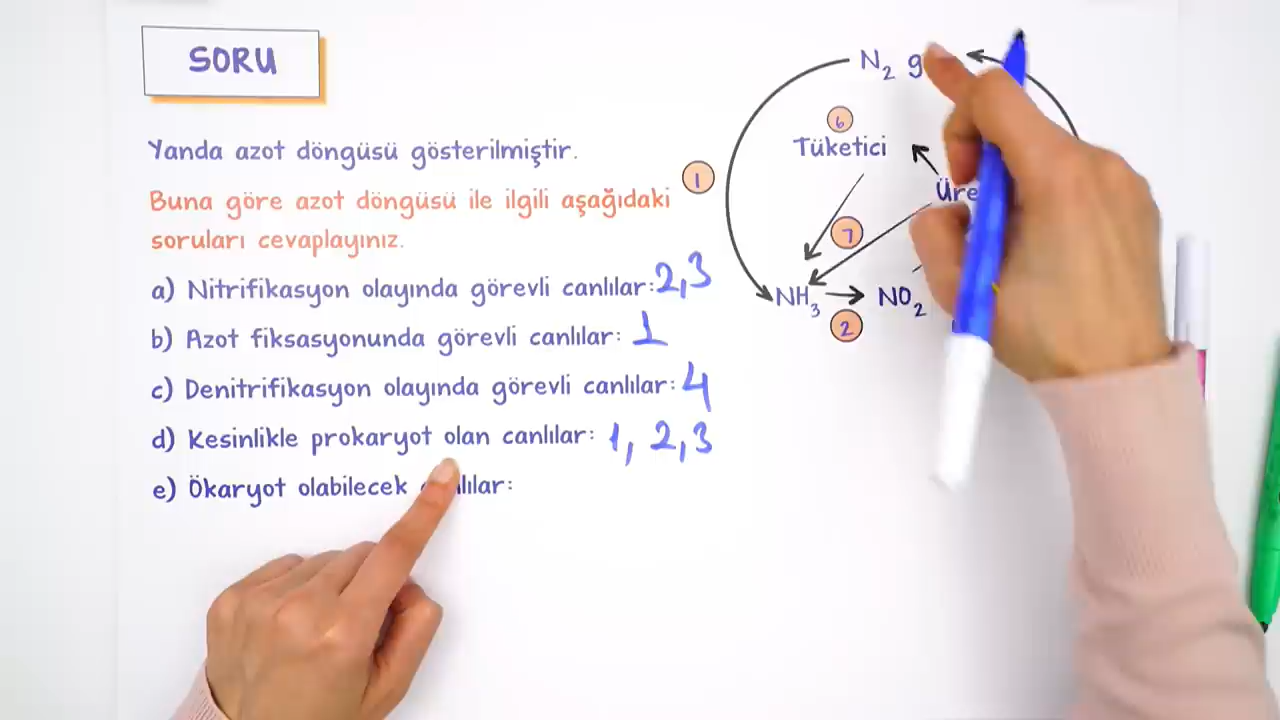 SORU
Yanda azot döngüsü gösterilmiştir.
Buna göre azot döngüsü ile ilgili aşağıdaki
soruları cevaplayınız.
a) Nitrifikasyon olayında görevli canlılar: 2,3
b) Azot fiksasyonunda görevli canlılar: 1
c) Denitrifikasyon olayında görevli canlılar: 4
d) Kesinlikle prokaryot olan canlılar: 1, 2,3
e) Ökaryot olabilecek
N2
6
Tüketici
1
7
NH3
NO2
2